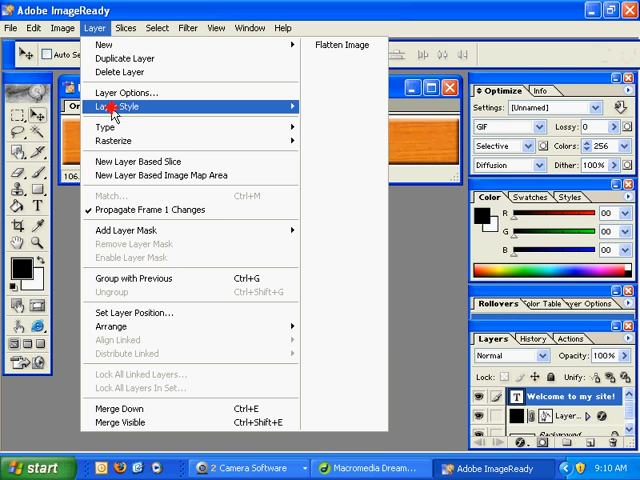 Adobe ImageReady
File Edit Image Layer Slices Select Filter View Window Help
Auto Se
New
Flatten Image
Duplicate Layer
Delete Layer
Layer Options...
Layer Style
Type
Rasterize
New Layer Based Slice
New Layer Based Image Map Area
Match... Ctrl+M
Propagate Frame 1 Changes
Add Layer Mask
Remove Layer Mask
Enable Layer Mask
Group with Previous Ctrl+G
Ungroup Ctrl+Shift+G
Set Layer Position...
Arrange
Align Linked
Distribute Linked
Lock All Linked Layers...
Lock All Layers In Set...
Merge Down Ctrl+E
Merge Visible Ctrl+Shift+E
Or
106.
Optimize Info
Settings: [Unnamed]
GIF Lossy: 0
Selective Colors: 256
Diffusion Dither: 100%
Color Swatches Styles
R 00
G 00
B 00
Rollovers Color Table Layer Options
Layers History Actions
Normal Opacity: 100%
Lock: Unify:
T Welcome to my site!
Layer...
Background
start 2 Camera Software Macromedia Dream... Adobe ImageReady 9:10 AM